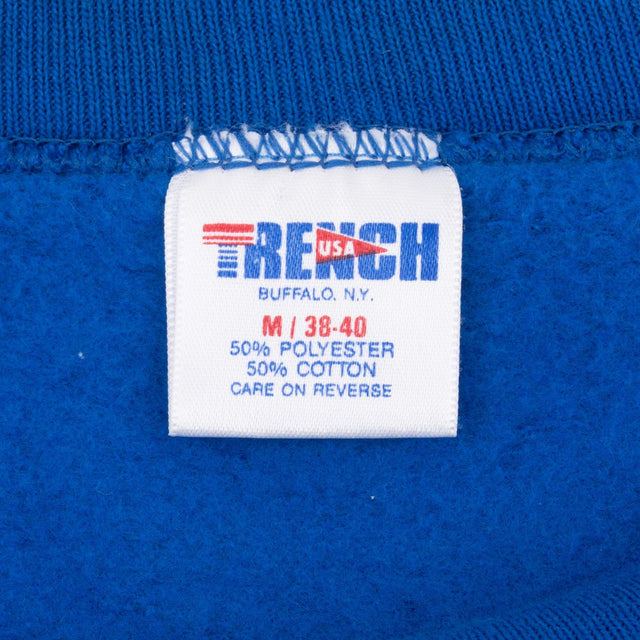 TRENCH
USA
BUFFALO, N.Y.
M / 38-40
50% POLYESTER
50% COTTON
CARE ON REVERSE